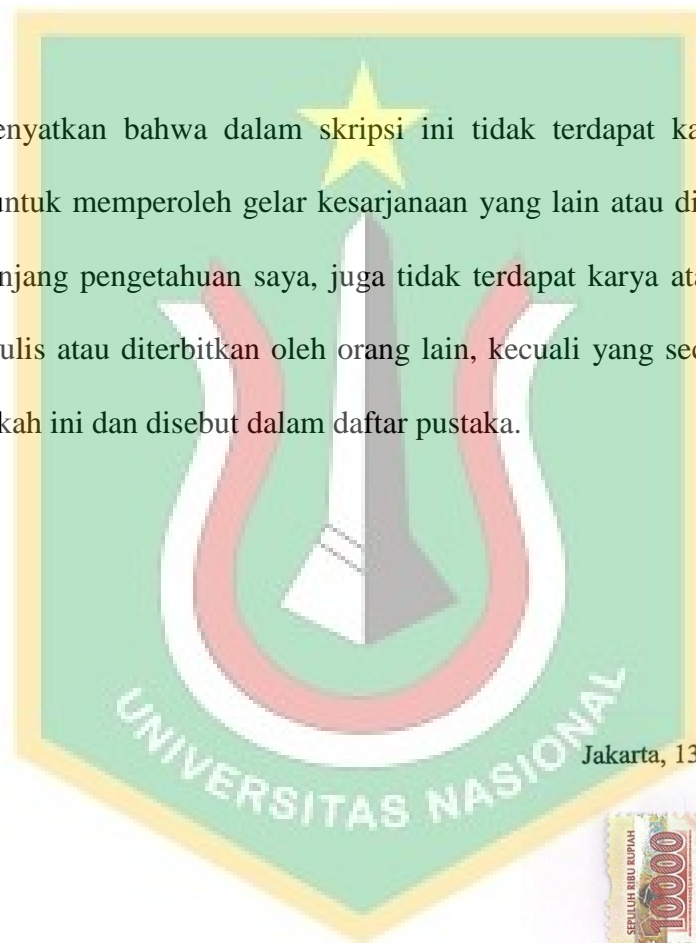 enyatkan bahwa dalam skripsi ini tidak terdapat ka
untuk memperoleh gelar kesarjanaan yang lain atau di
njang pengetahuan saya, juga tidak terdapat karya ata
ulis atau diterbitkan oleh orang lain, kecuali yang sec
kah ini dan disebut dalam daftar pustaka.
UNIVERSITAS NASIONAL
Jakarta, 13
SEPULUH RIBU RUPIAH
10000